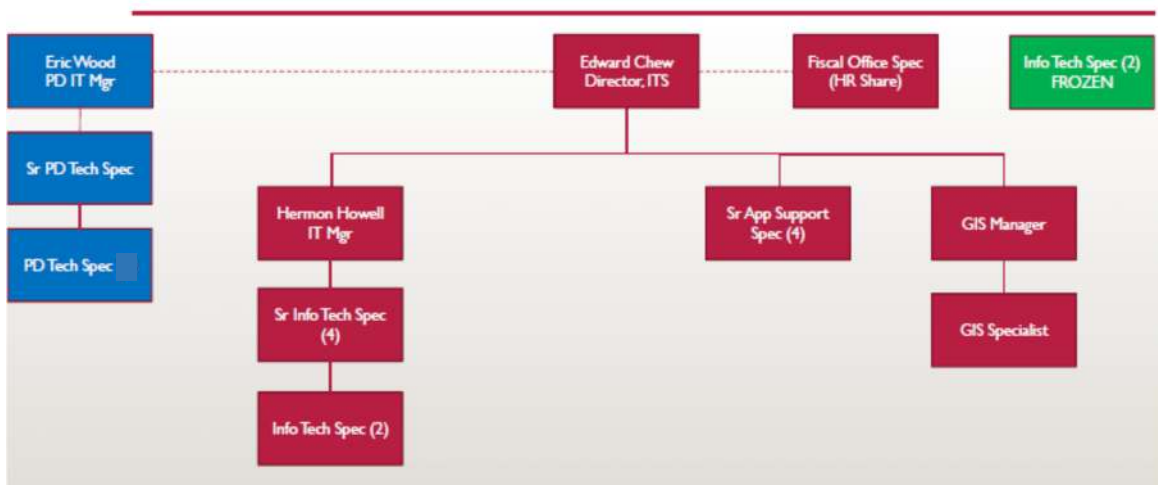 Eric Wood
PD IT Mgr
Edward Chew
Director, ITS
Fiscal Office Spec
(HR Share)
Info Tech Spec (2)
FROZEN
Sr PD Tech Spec
Hermon Howell
IT Mgr
Sr App Support
Spec (4)
GIS Manager
PD Tech Spec
Sr Info Tech Spec
(4)
GIS Specialist
Info Tech Spec (2)